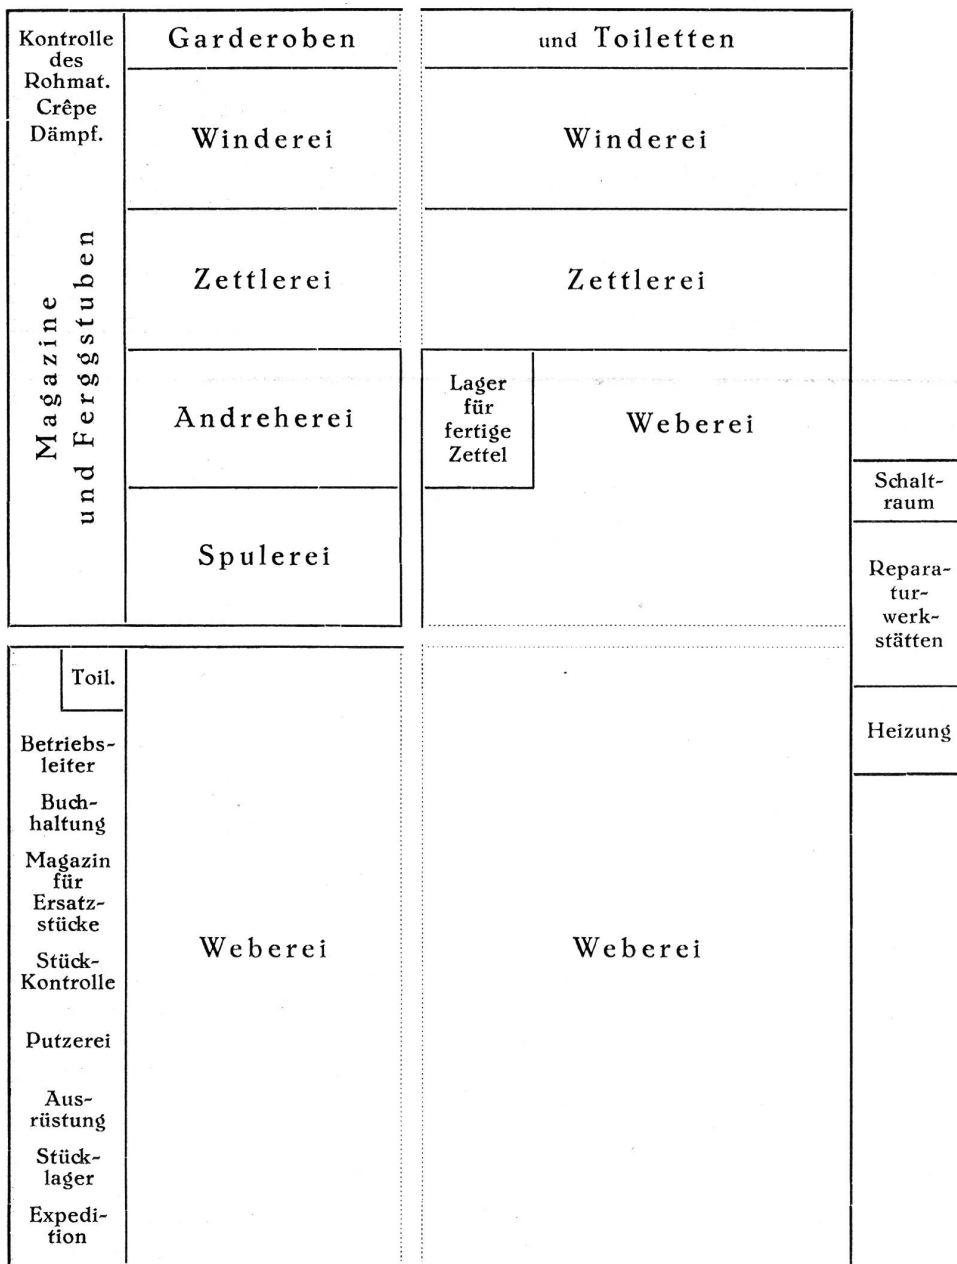 Kontrolle
des
Rohmat.
Crêpe
Dämpf.
Magazine
und Ferggstuben
Garderoben
und Toiletten
Winderei
Winderei
Zettlerei
Zettlerei
Andreherei
Lager
für
fertige
Zettel
Weberei
Spulerei
Schalt-
raum
Repara-
tur-
werk-
stätten
Heizung
Toil.
Betriebs-
leiter
Buch-
haltung
Magazin
für
Ersatz-
stücke
Stück-
Kontrolle
Putzerei
Aus-
rüstung
Stück-
lager
Expedi-
tion
Weberei
Weberei